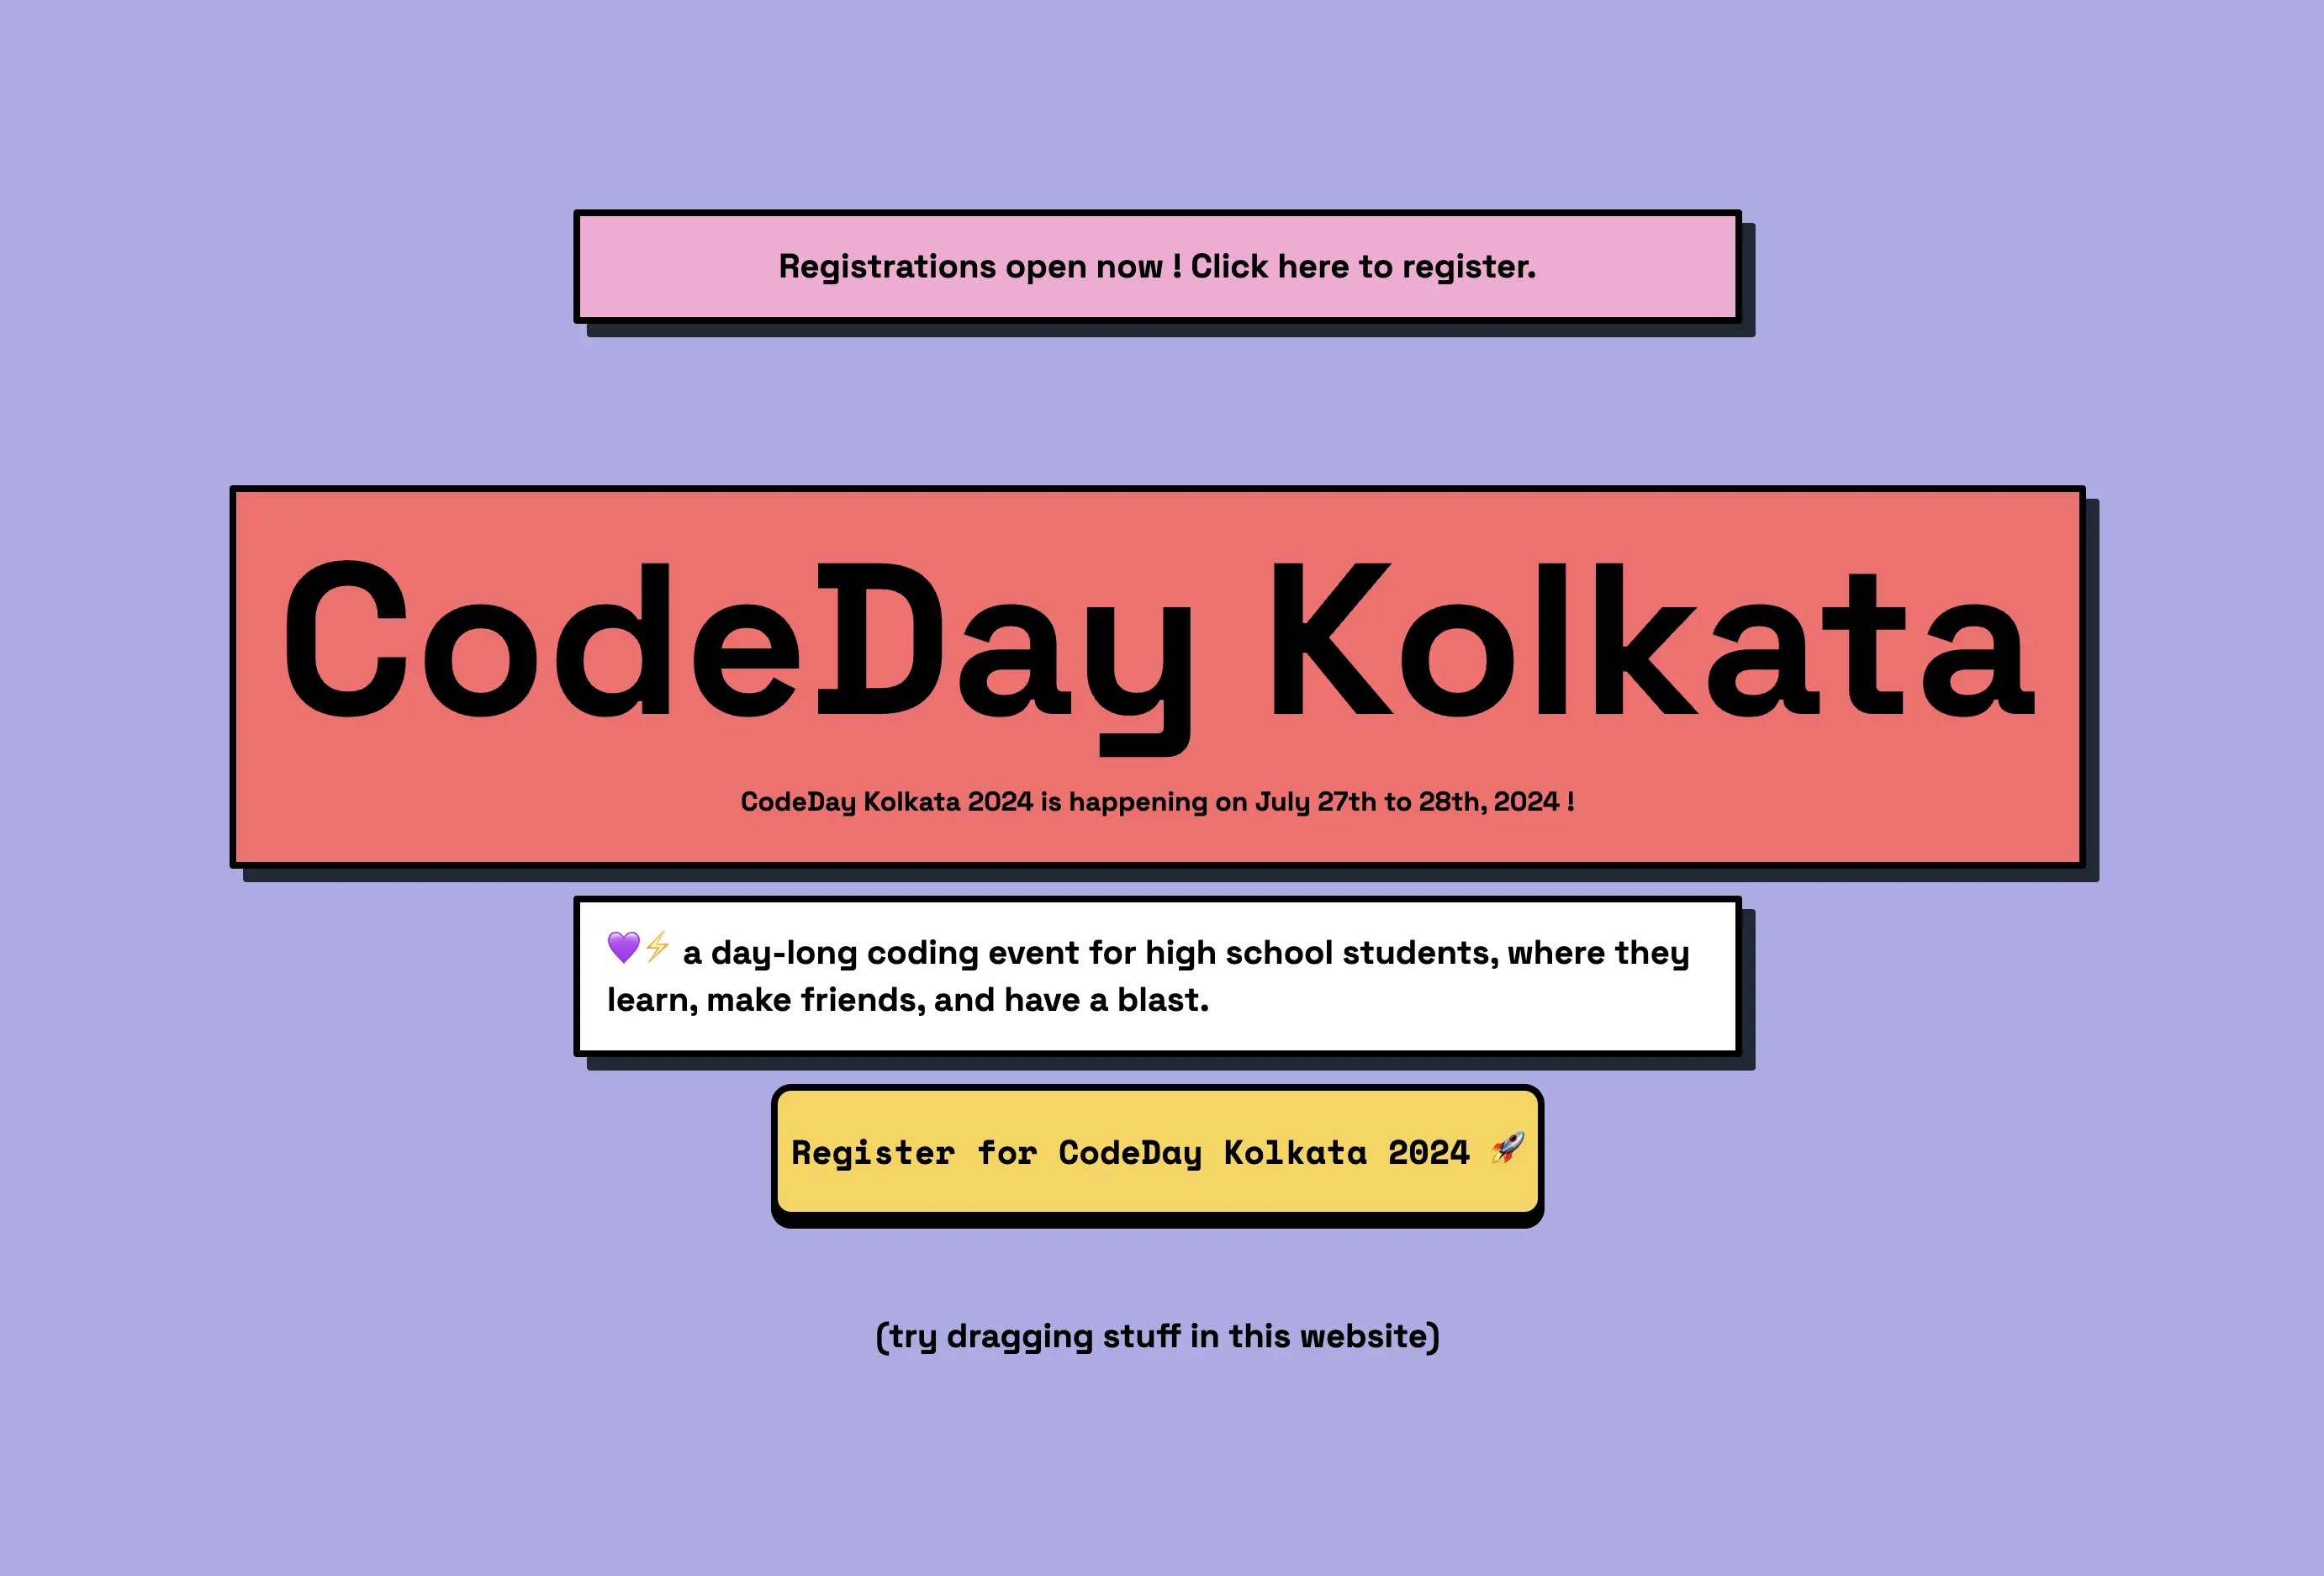 Registrations open now ! Click here to register.
CodeDay Kolkata
CodeDay Kolkata 2024 is happening on July 27th to 28th, 2024 !
💜⚡ a day-long coding event for high school students, where they
learn, make friends, and have a blast.
Register for CodeDay Kolkata 2024 🚀
(try dragging stuff in this website)